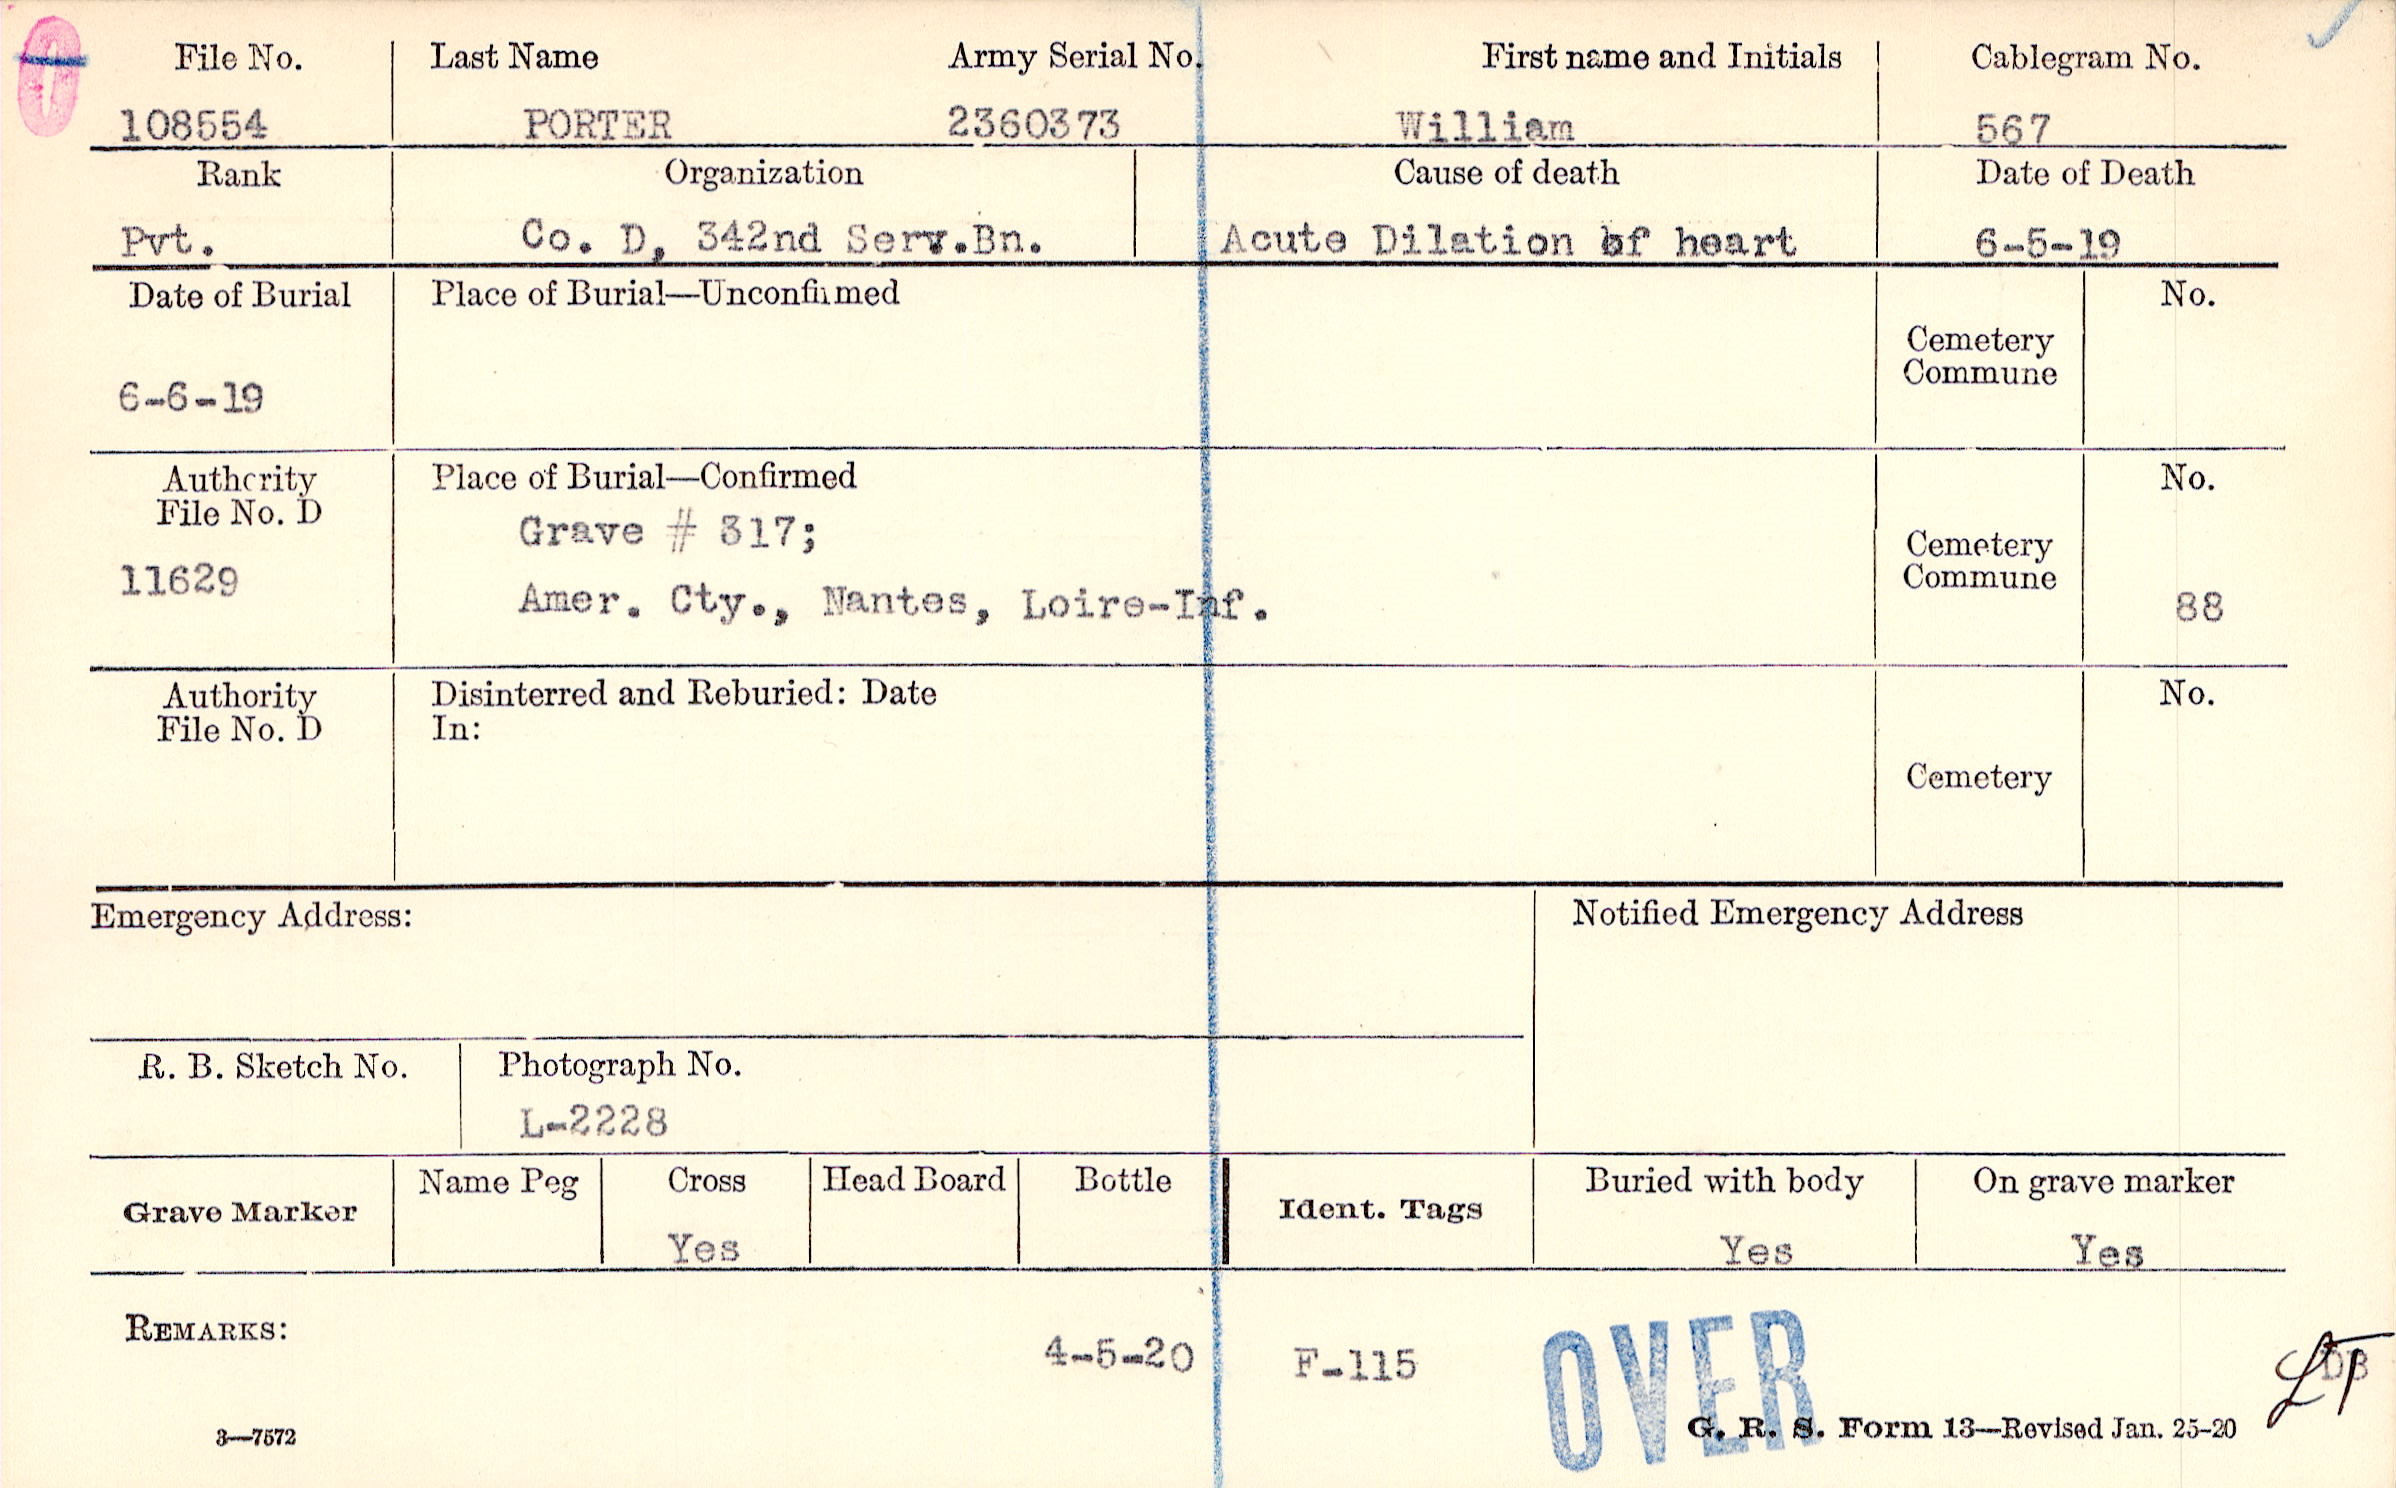 File No. Last Name Army Serial No. First name and Initials Cablegram No.
108554 PORTER 2360373 William 567
Rank Organization Cause of death Date of Death
Pvt. Co. D, 342nd Serv.Bn. Acute Dilation of heart 6-5-19
Date of Burial Place of Burial—Unconfirmed No.
Cemetery
Commune
6-6-19
Authority Place of Burial—Confirmed No.
File No. D
Grave # 317;
Cemetery
Commune
11629
Amer. Cty., Nantes, Loire-Inf. 88
Authority Disinterred and Reburied: Date No.
File No. D In:
Cemetery
Emergency Address: Notified Emergency Address
R. B. Sketch No. Photograph No.
L-2228
Grave Marker Name Peg Cross Head Board Bottle Ident. Tags Buried with body On grave marker
Yes Yes Yes
REMARKS: 4-5-20 F-115 OVER DB
3—7572 G. R. S. Form 13—Revised Jan. 25-20